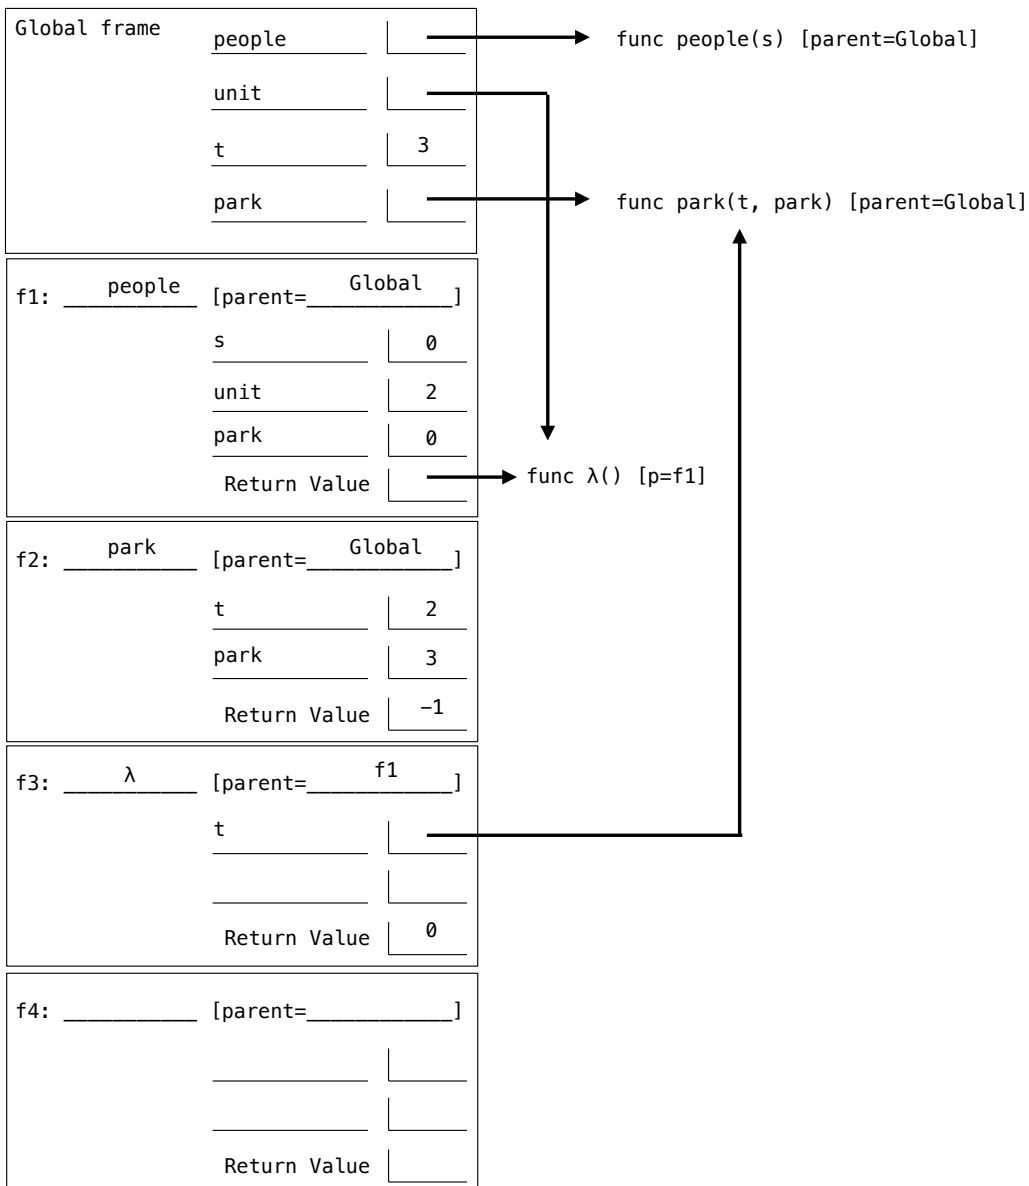 Global frame
people
func people(s) [parent=Global]
unit
t 3
park
func park(t, park) [parent=Global]
f1: people [parent=Global]
s 0
unit 2
park 0
Return Value
func λ() [p=f1]
f2: park [parent=Global]
t 2
park 3
Return Value −1
f3: λ [parent=f1]
t
Return Value 0
f4: ___________ [parent=____________]
Return Value